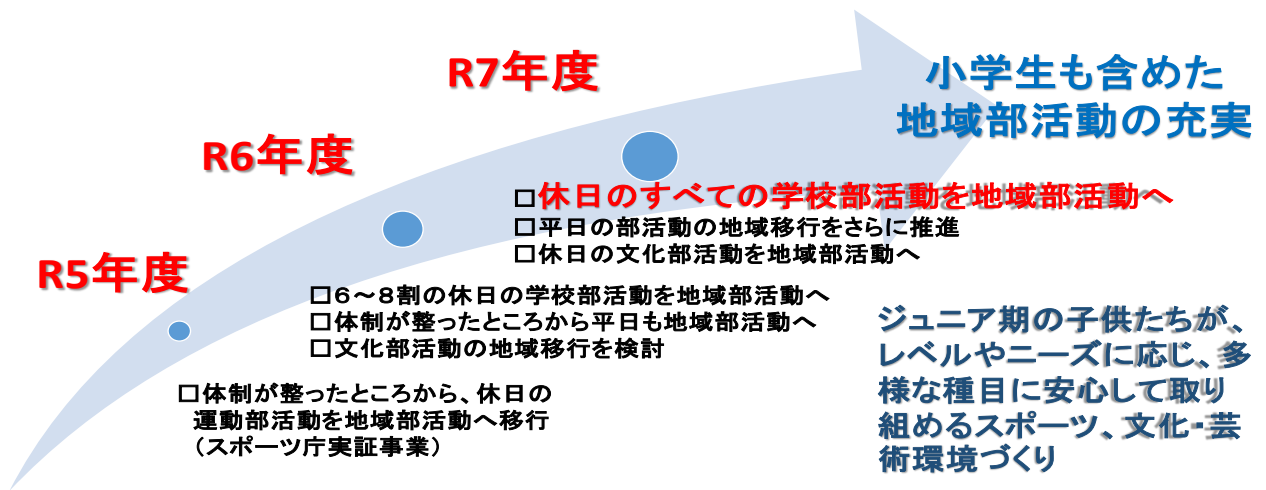 R5年度
□体制が整ったところから、休日の
運動部活動を地域部活動へ移行
（スポーツ庁実証事業）
R6年度
□６～８割の休日の学校部活動を地域部活動へ
□体制が整ったところから平日も地域部活動へ
□文化部活動の地域移行を検討
R7年度
□休日のすべての学校部活動を地域部活動へ
□平日の部活動の地域移行をさらに推進
□休日の文化部活動を地域部活動へ
小学生も含めた
地域部活動の充実
ジュニア期の子供たちが、
レベルやニーズに応じ、多
様な種目に安心して取り
組めるスポーツ、文化・芸
術環境づくり